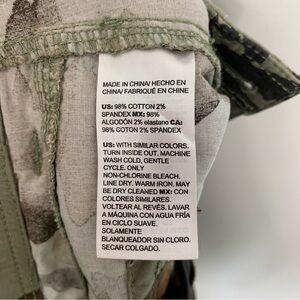 MADE IN CHINA/ HECHO EN
CHINA/ FABRIQUÉ EN CHINE
US: 98% COTTON 2%
SPANDEX MX: 98%
ALGODÓN 2% elastano CA:
98% COTON 2% SPANDEX
US: WITH SIMILAR COLORS.
TURN INSIDE OUT. MACHINE
WASH COLD, GENTLE
CYCLE. ONLY
NON-CHLORINE BLEACH.
LINE DRY. WARM IRON. MAY
BE DRY CLEANED MX: CON
COLORES SIMILARES.
VOLTEAR AL REVÉS. LAVAR
A MÁQUINA CON AGUA FRÍA
EN CICLO SUAVE.
SOLAMENTE
BLANQUEADOR SIN CLORO.
SECAR COLGADO.